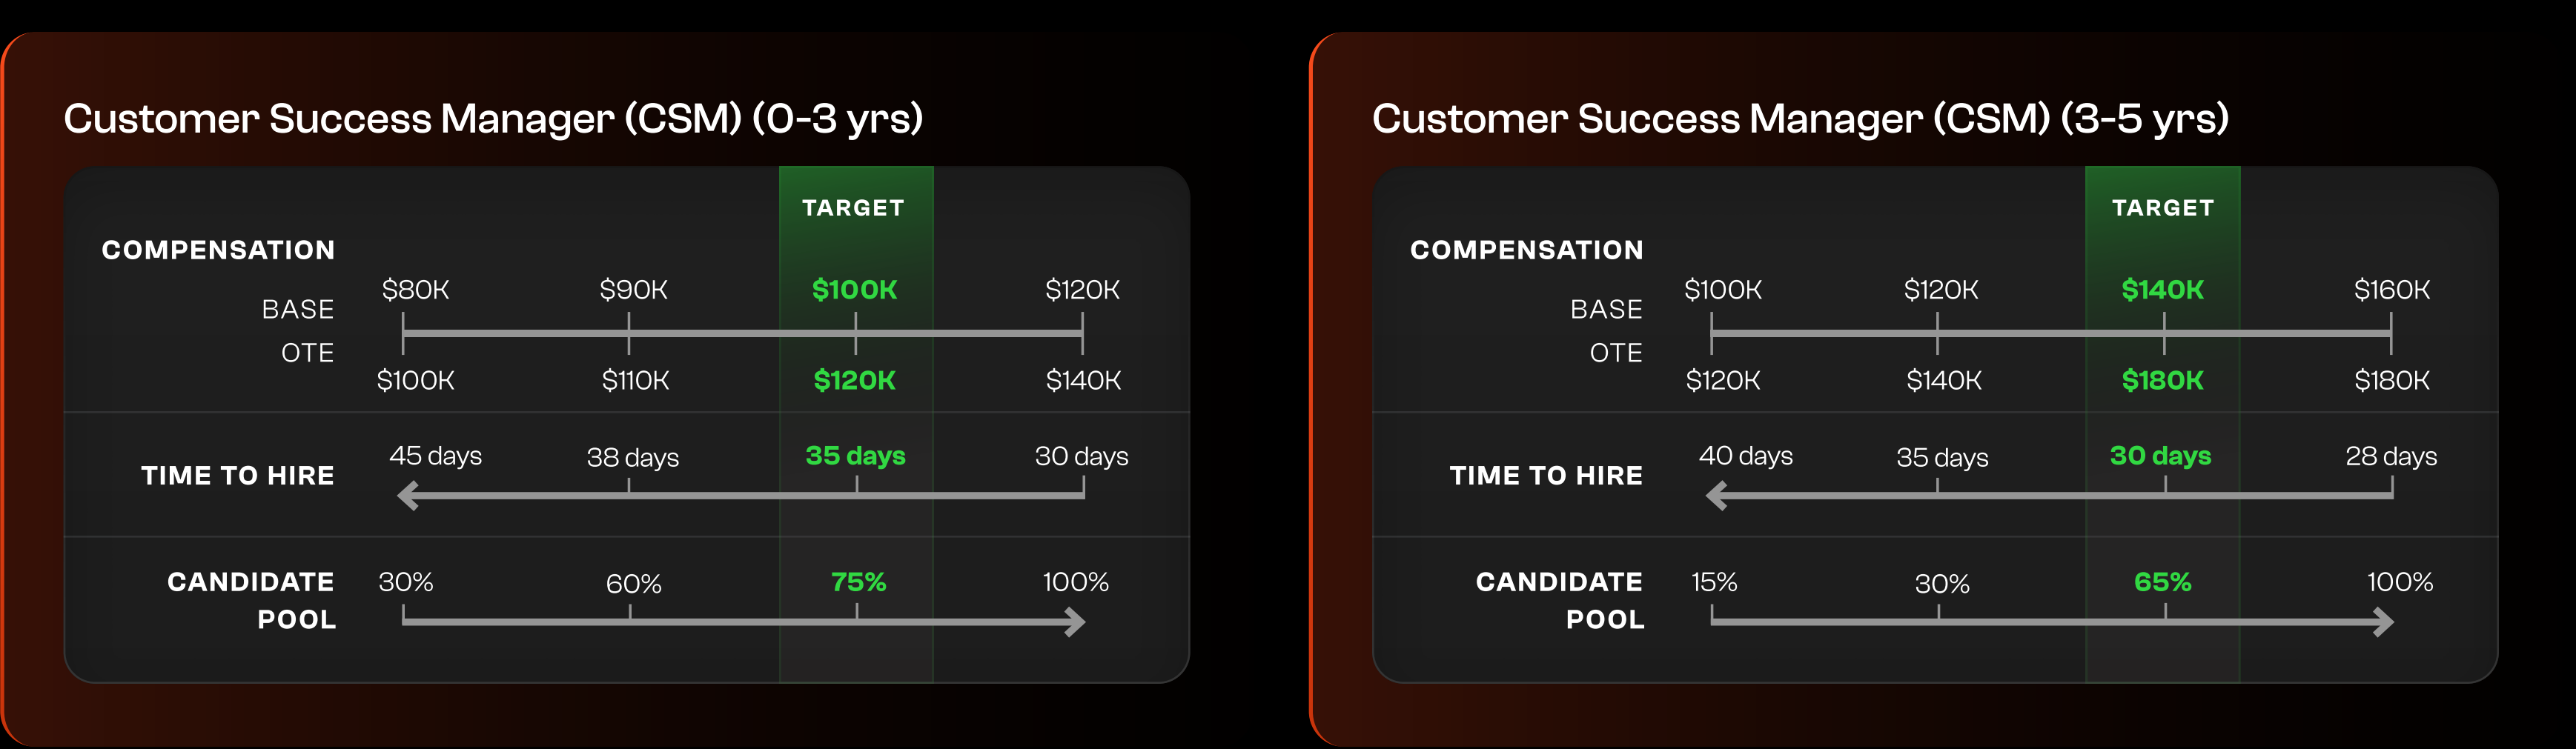 Customer Success Manager (CSM) (0-3 yrs)
TARGET
COMPENSATION
$80K $90K $100K $120K
BASE
OTE
$100K $110K $120K $140K
45 days 38 days 35 days 30 days
TIME TO HIRE
CANDIDATE POOL
30% 60% 75% 100%
Customer Success Manager (CSM) (3-5 yrs)
TARGET
COMPENSATION
$100K $120K $140K $160K
BASE
OTE
$120K $140K $180K $180K
40 days 35 days 30 days 28 days
TIME TO HIRE
CANDIDATE POOL
15% 30% 65% 100%